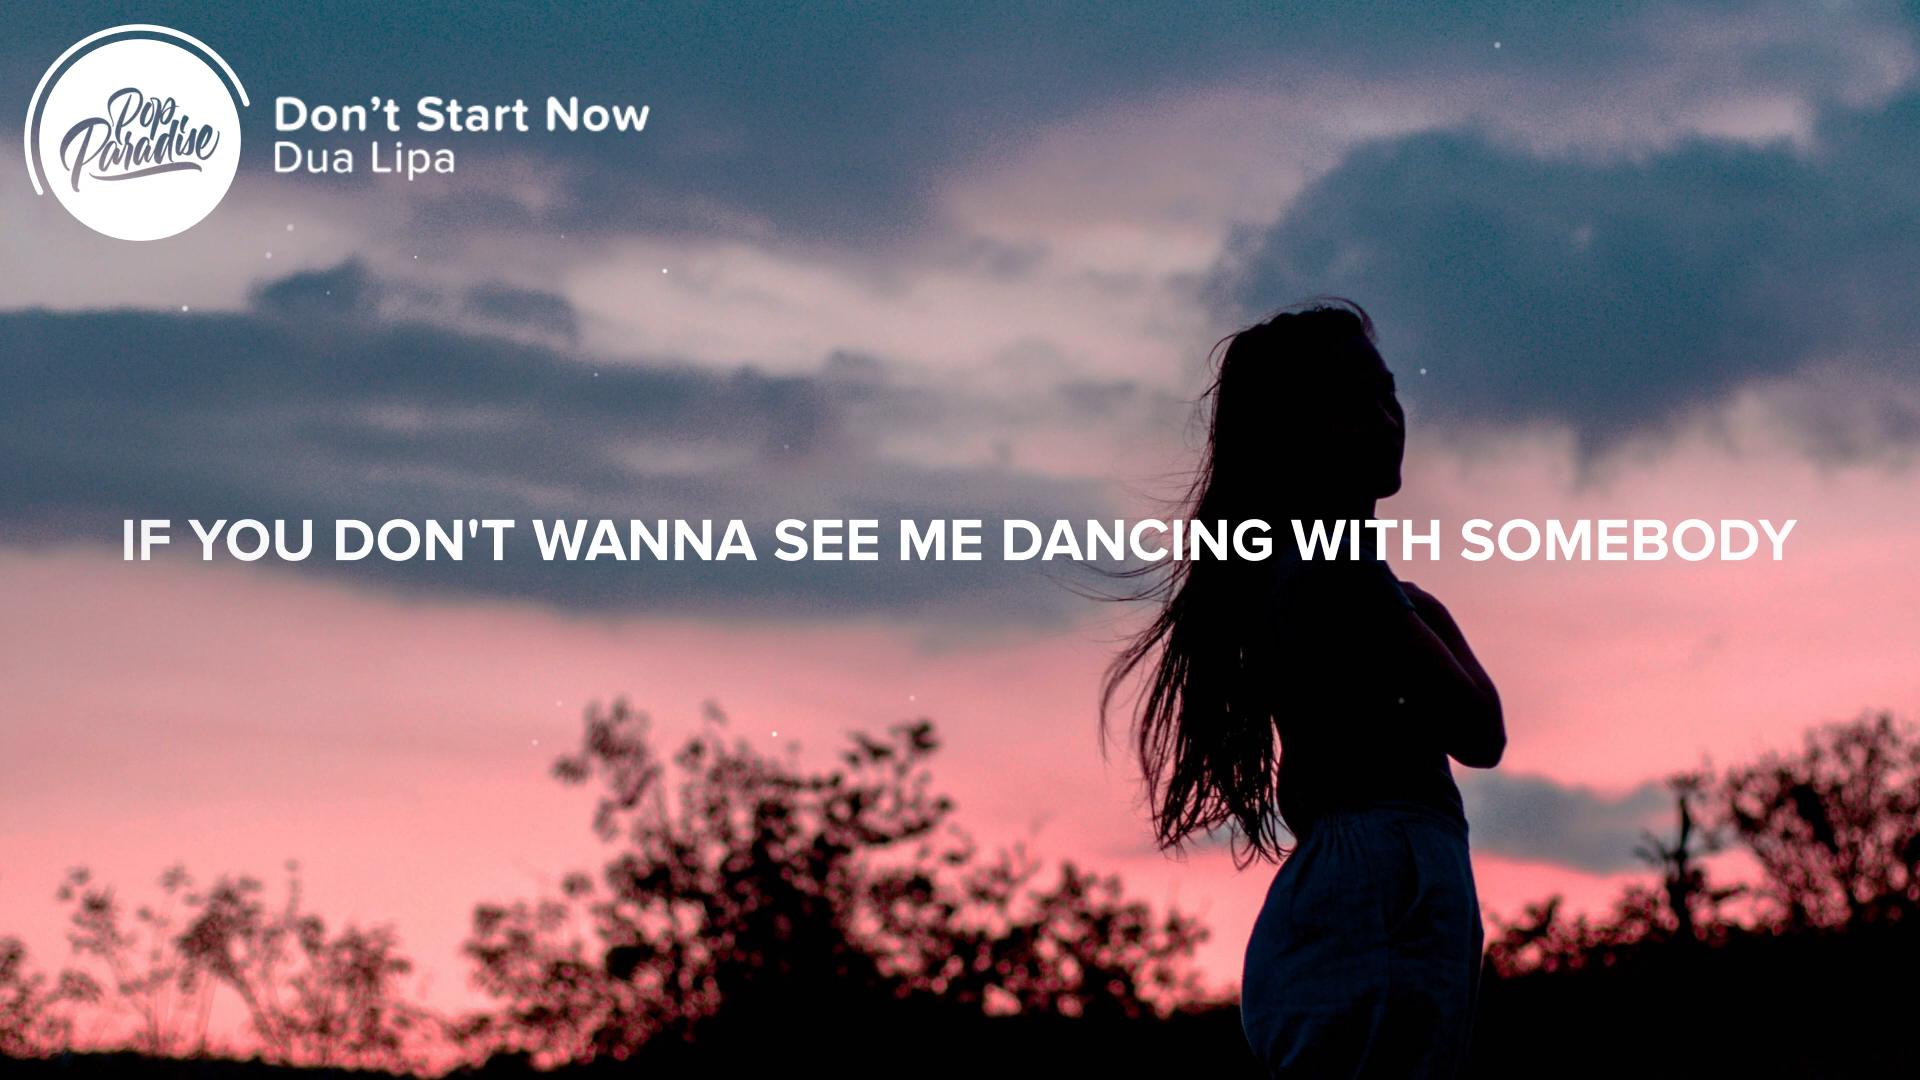 Pop
Paradise
Don’t Start Now
Dua Lipa
IF YOU DON'T WANNA SEE ME DANCING WITH SOMEBODY